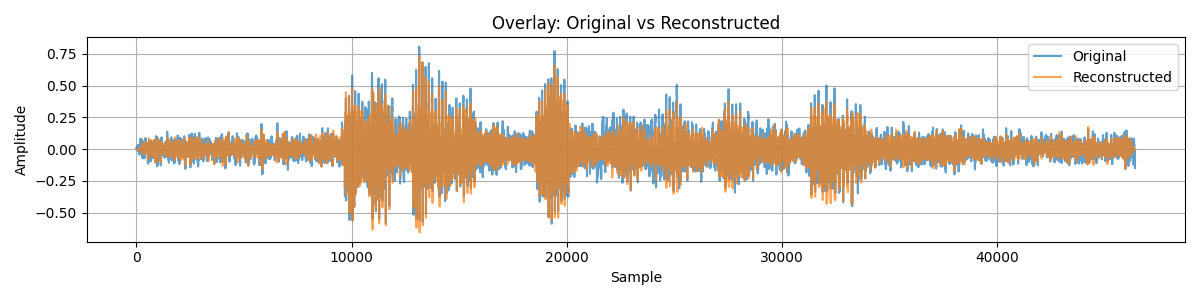 Overlay: Original vs Reconstructed
Original
Reconstructed
Amplitude
0.75
0.50
0.25
0.00
−0.25
−0.50
0 10000 20000 30000 40000
Sample